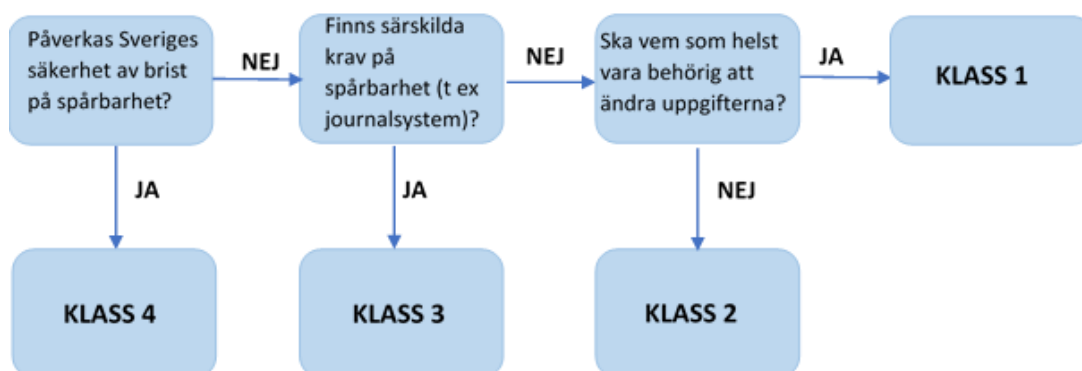 Påverkas Sveriges
säkerhet av brist
på spårbarhet?
NEJ
Finns särskilda
krav på
spårbarhet (t ex
journalsystem)?
NEJ
Ska vem som helst
vara behörig att
ändra uppgifterna?
JA
KLASS 1
JA
JA
NEJ
KLASS 4
KLASS 3
KLASS 2